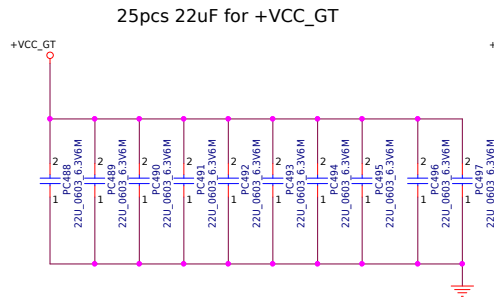 25pcs 22uF for +VCC_GT
+VCC_GT
+
2
1
PC488
22U_0603_6.3V6M
2
1
PC489
22U_0603_6.3V6M
2
1
PC490
22U_0603_6.3V6M
2
1
PC491
22U_0603_6.3V6M
2
1
PC492
22U_0603_6.3V6M
2
1
PC493
22U_0603_6.3V6M
2
1
PC494
22U_0603_6.3V6M
2
1
PC495
22U_0603_6.3V6M
2
1
PC496
22U_0603_6.3V6M
2
1
PC497
22U_0603_6.3V6M